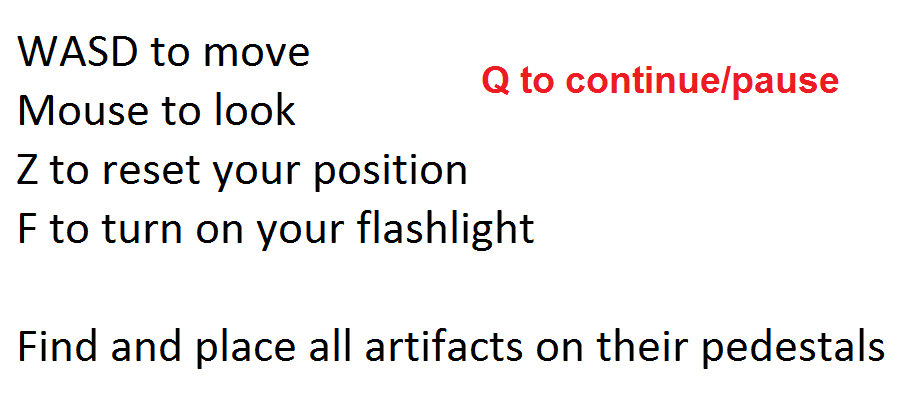 WASD to move
Q to continue/pause
Mouse to look
Z to reset your position
F to turn on your flashlight
Find and place all artifacts on their pedestals